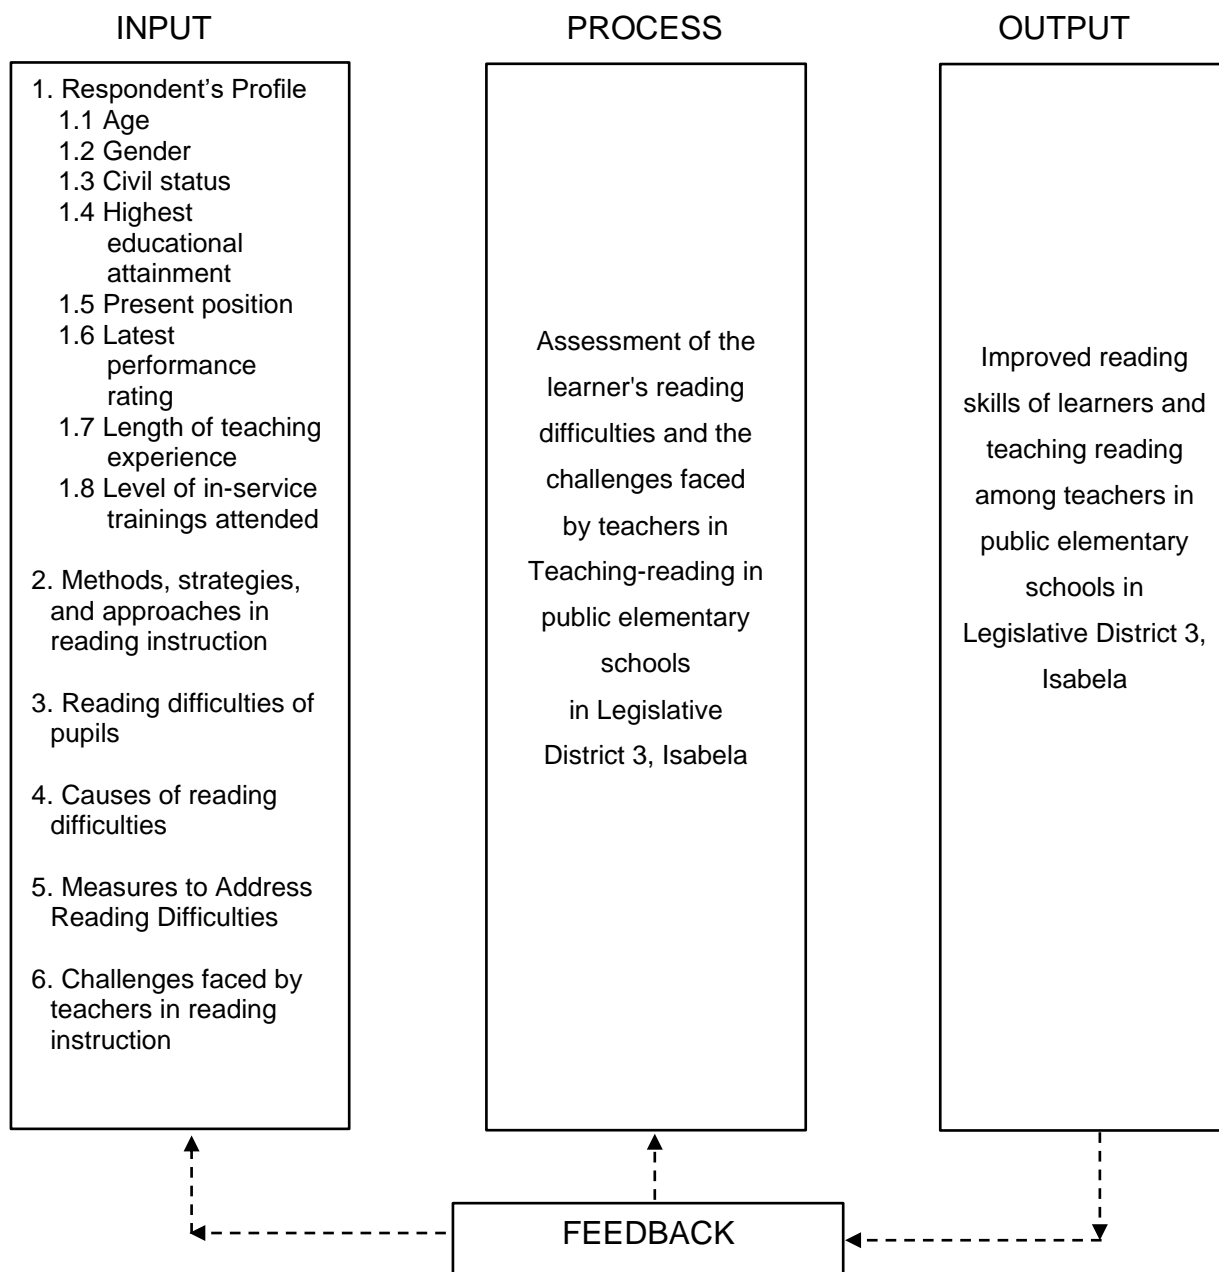 INPUT
1. Respondent’s Profile
1.1 Age
1.2 Gender
1.3 Civil status
1.4 Highest
educational
attainment
1.5 Present position
1.6 Latest
performance
rating
1.7 Length of teaching
experience
1.8 Level of in-service
trainings attended
2. Methods, strategies,
and approaches in
reading instruction
3. Reading difficulties of
pupils
4. Causes of reading
difficulties
5. Measures to Address
Reading Difficulties
6. Challenges faced by
teachers in reading
instruction
PROCESS
Assessment of the
learner's reading
difficulties and the
challenges faced
by teachers in
Teaching-reading in
public elementary
schools
in Legislative
District 3, Isabela
OUTPUT
Improved reading
skills of learners and
teaching reading
among teachers in
public elementary
schools in
Legislative District 3,
Isabela
FEEDBACK